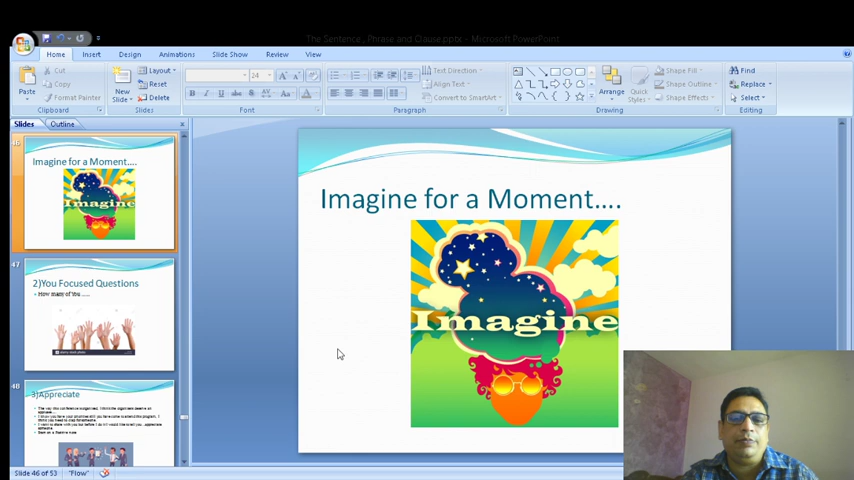 The Sentence , Phrase and Clause.pptx - Microsoft PowerPoint
Home Insert Design Animations Slide Show Review View
Paste
Cut
Copy
Format Painter
Clipboard
New
Slide
Layout
Reset
Delete
Slides
24
Font
Text Direction
Align Text
Convert to SmartArt
Paragraph
Arrange
Quick
Styles
Shape Fill
Shape Outline
Shape Effects
Drawing
Find
Replace
Select
Editing
Slides Outline
46
Imagine for a Moment....
Imagine
47
2)You Focused Questions
How many of You .....
48
3)Appreciate
Imagine for a Moment....
Imagine
Slide 46 of 53 "Flow"